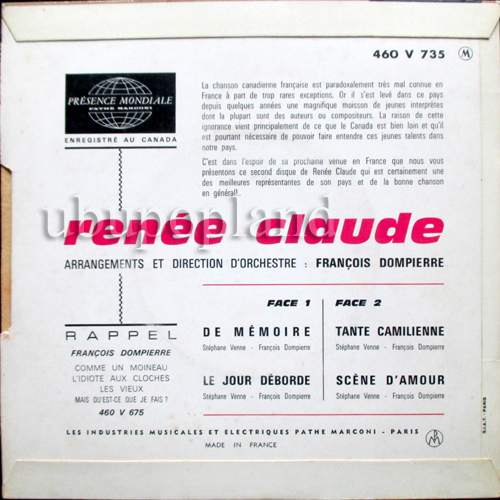 460 V 735 M
PRÉSENCE MONDIALE
PATHE MARCONI
ENREGISTRÉ AU CANADA
La chanson canadienne française est paradoxalement très mal connue en
France à part de trop rares exceptions. Or il s'est levé dans ce pays
depuis quelques années une magnifique moisson de jeunes interprètes
dont la plupart sont des auteurs ou compositeurs. La raison de cette
ignorance vient principalement de ce que le Canada est bien loin et qu'il
est pourtant nécessaire de pouvoir faire entendre ces jeunes talents dans
notre pays.
C'est dans l'espoir de sa prochaine venue en France que nous vous
présentons ce second disque de Renée Claude qui est certainement une
des meilleures représentantes de son pays et de la bonne chanson
en général!..
ubupopland
renée claude
ARRANGEMENTS ET DIRECTION D'ORCHESTRE : FRANÇOIS DOMPIERRE
FACE 1
DE MÉMOIRE
Stéphane Venne - François Dompierre
LE JOUR DÉBORDE
Stéphane Venne - François Dompierre
FACE 2
TANTE CAMILIENNE
Stéphane Venne - François Dompierre
SCÈNE D'AMOUR
Stéphane Venne - François Dompierre
RAPPEL
FRANÇOIS DOMPIERRE
COMME UN MOINEAU
L'IDIOTE AUX CLOCHES
LES VIEUX
MAIS QU'EST-CE QUE JE FAIS ?
460 V 675
LES INDUSTRIES MUSICALES ET ELECTRIQUES PATHE MARCONI - PARIS
MADE IN FRANCE
S.I.A.T. - PARIS